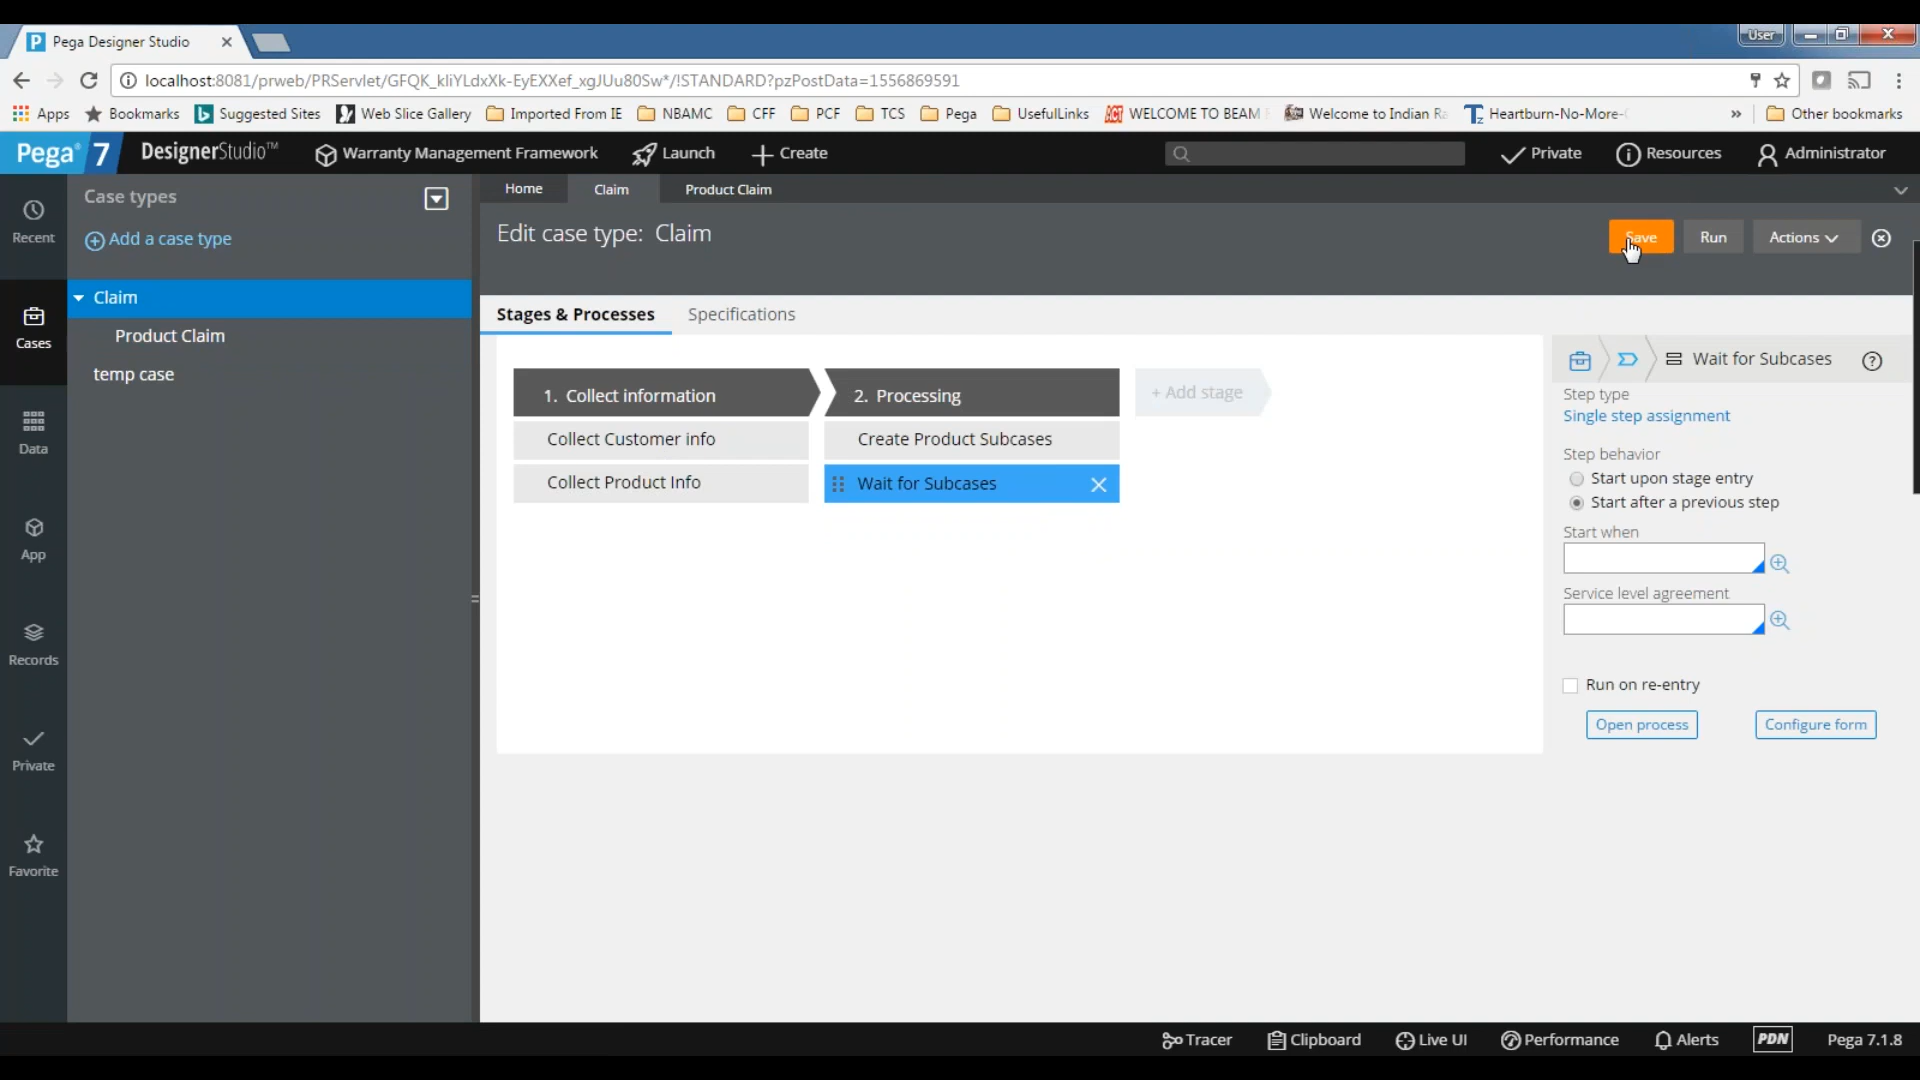 Pega Designer Studio
User
localhost:8081/prweb/PRServlet/GFQK_kliYLdxXk-EyEXXef_xgJUu80Sw*/!STANDARD?pzPostData=1556869591
Apps Bookmarks Suggested Sites Web Slice Gallery Imported From IE NBAMC CFF PCF TCS Pega UsefulLinks WELCOME TO BEAM Welcome to Indian Ra Heartburn-No-More- » Other bookmarks
Pega 7 DesignerStudio™ Warranty Management Framework Launch Create Private Resources Administrator
Case types
Home Claim Product Claim
Recent
Add a case type
Edit case type: Claim
Save Run Actions
Claim
Stages & Processes Specifications
Cases
Product Claim
temp case
Wait for Subcases
1. Collect information 2. Processing + Add stage
Step type
Single step assignment
Collect Customer info Create Product Subcases
Data
Step behavior
Start upon stage entry
Collect Product Info Wait for Subcases
Start after a previous step
Start when
App
Service level agreement
Records
Run on re-entry
Open process Configure form
Private
Favorite
Tracer Clipboard Live UI Performance Alerts PDN Pega 7.1.8